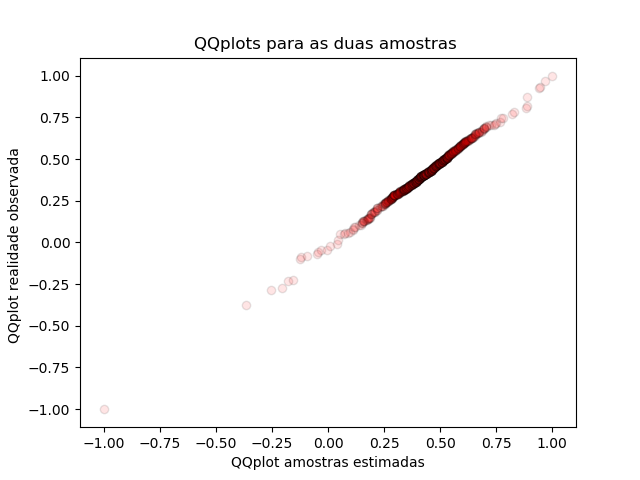 QQplots para as duas amostras
1.00
0.75
0.50
0.25
0.00
−0.25
−0.50
−0.75
−1.00
QQplot realidade observada
−1.00 −0.75 −0.50 −0.25 0.00 0.25 0.50 0.75 1.00
QQplot amostras estimadas